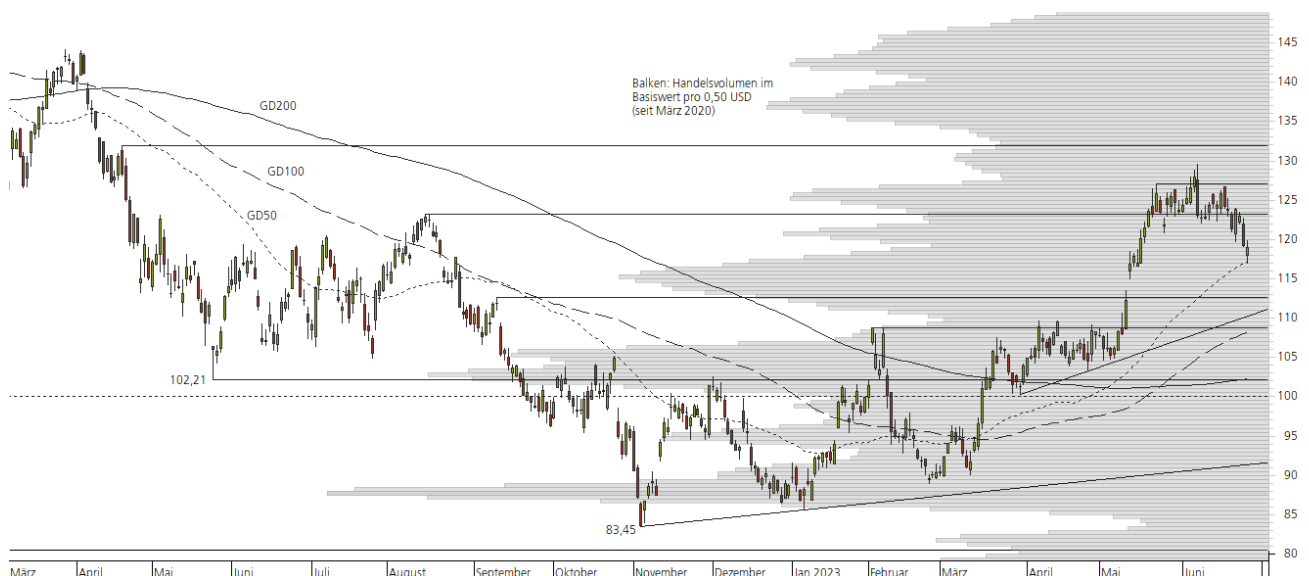 145
140
Balken: Handelsvolumen im
Basiswert pro 0,50 USD
(seit März 2020)
GD200
135
130
GD100
125
GD50
120
115
110
105
102,21
100
95
90
85
83,45
80
März April Mai Juni Juli August September Oktober November Dezember Jan 2023 Februar März April Mai Juni